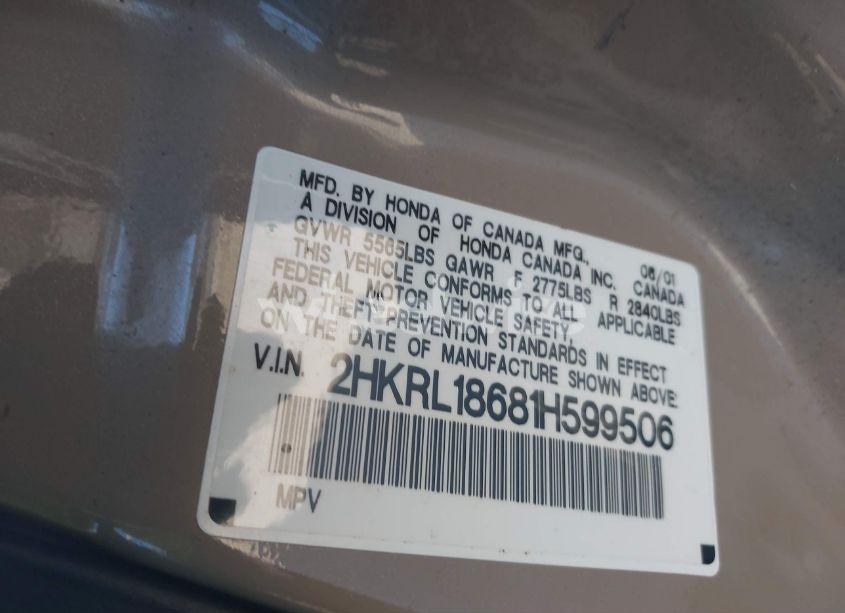 MFD. BY HONDA OF CANADA MFG., 06/01
A DIVISION OF HONDA CANADA INC. CANADA
GVWR 5565LBS GAWR F 2775LBS R 2840LBS
THIS VEHICLE CONFORMS TO ALL APPLICABLE
FEDERAL MOTOR VEHICLE SAFETY,
AND THEFT PREVENTION STANDARDS IN EFFECT
ON THE DATE OF MANUFACTURE SHOWN ABOVE:
V.I.N. 2HKRL18681H599506
MPV